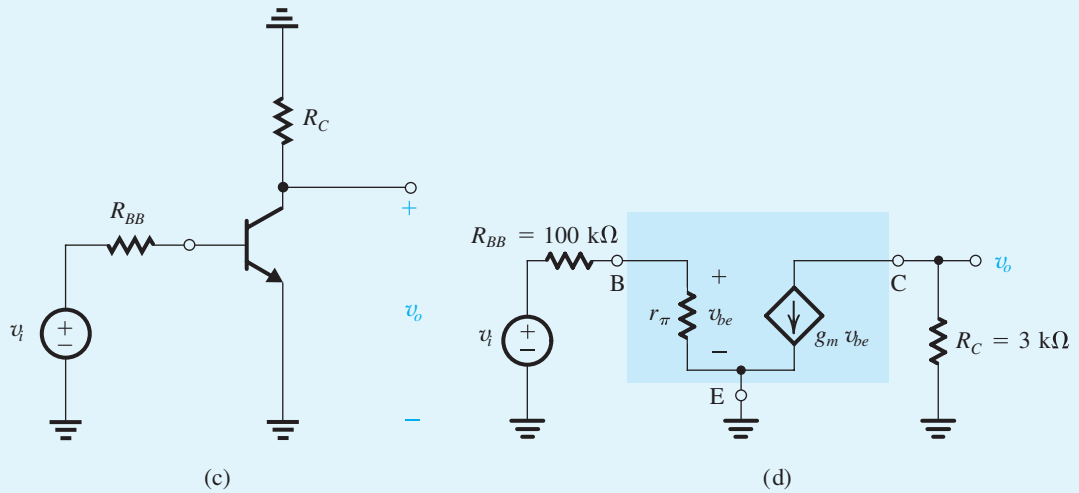 R_C
+
R_BB
v_o
v_i
+
−
−
(c)
R_BB = 100 kΩ
B
C
v_o
+
r_π
v_be
−
g_m v_be
v_i
+
−
R_C = 3 kΩ
E
(d)